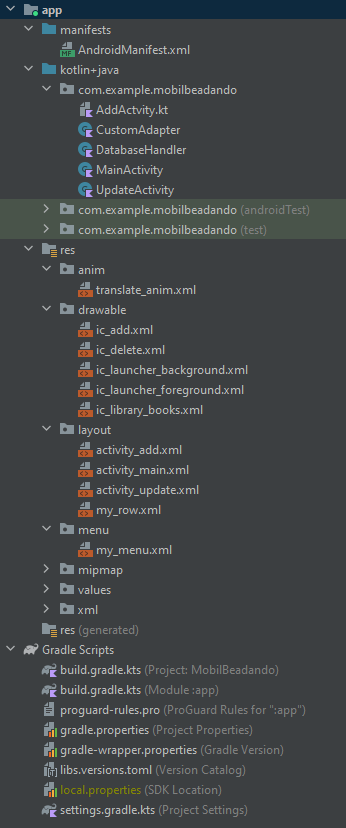 app
manifests
AndroidManifest.xml
kotlin+java
com.example.mobilbeadando
AddActvity.kt
CustomAdapter
DatabaseHandler
MainActivity
UpdateActivity
com.example.mobilbeadando (androidTest)
com.example.mobilbeadando (test)
res
anim
translate_anim.xml
drawable
ic_add.xml
ic_delete.xml
ic_launcher_background.xml
ic_launcher_foreground.xml
ic_library_books.xml
layout
activity_add.xml
activity_main.xml
activity_update.xml
my_row.xml
menu
my_menu.xml
mipmap
values
xml
res (generated)
Gradle Scripts
build.gradle.kts (Project: MobilBeadando)
build.gradle.kts (Module :app)
proguard-rules.pro (ProGuard Rules for ":app")
gradle.properties (Project Properties)
gradle-wrapper.properties (Gradle Version)
libs.versions.toml (Version Catalog)
local.properties (SDK Location)
settings.gradle.kts (Project Settings)